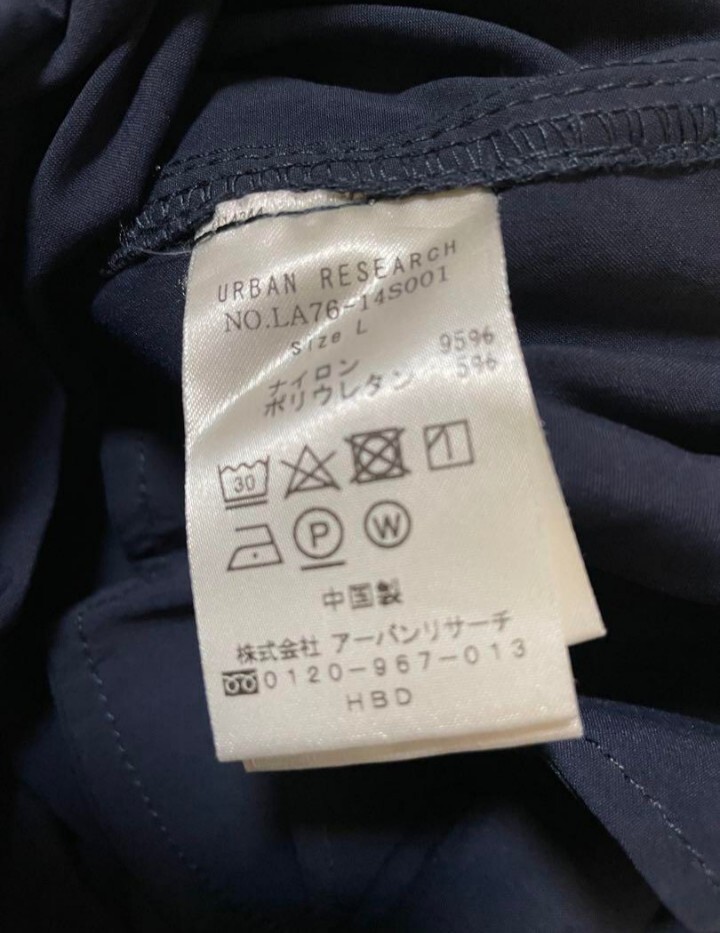 URBAN RESEARCH
NO.LA76-14S001
Size L
ナイロン 95%
ポリウレタン 5%
30
P W
中国製
株式会社 アーバンリサーチ
0120-967-013
HBD